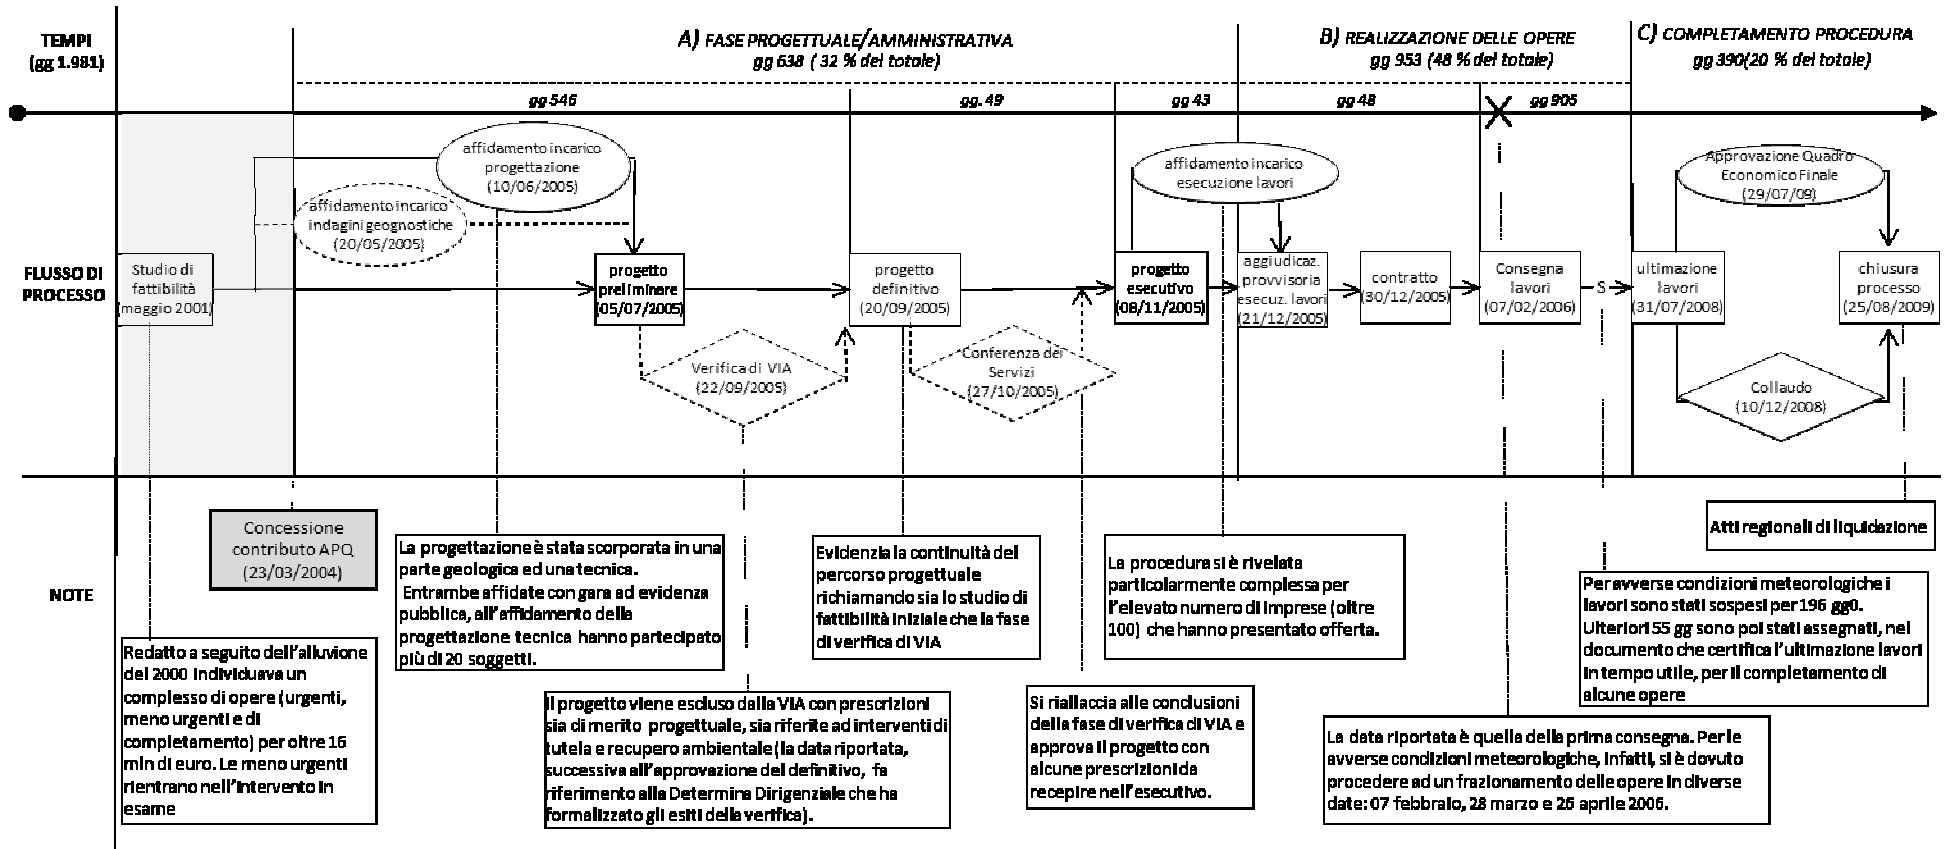 TEMPI
(gg 1.981)
A) FASE PROGETTUALE/AMMINISTRATIVA
gg 638 ( 32 % del totale)
B) REALIZZAZIONE DELLE OPERE
gg 953 (48 % del totale)
C) COMPLETAMENTO PROCEDURA
gg 390(20 % del totale)
gg 546
gg. 49
gg 43
gg 48
gg 905
FLUSSO DI
PROCESSO
Studio di
fattibilità
(maggio 2001)
affidamento incarico
progettazione
(10/06/2005)
affidamento incarico
indagini geognostiche
(20/05/2005)
progetto
preliminare
(05/07/2005)
Verifica di VIA
(22/09/2005)
progetto
definitivo
(20/09/2005)
Conferenza dei
Servizi
(27/10/2005)
progetto
esecutivo
(08/11/2005)
affidamento incarico
esecuzione lavori
aggiudicaz.
provvisoria
esecuz. lavori
(21/12/2005)
contratto
(30/12/2005)
Consegna
lavori
(07/02/2006)
S
ultimazione
lavori
(31/07/2008)
Approvazione Quadro
Economico Finale
(29/07/09)
Collaudo
(10/12/2008)
chiusura
processo
(25/08/2009)
NOTE
Redatto a seguito dell'alluvione
del 2000 individuava un
complesso di opere (urgenti,
meno urgenti e di
completamento) per oltre 16
mln di euro. Le meno urgenti
rientrano nell'intervento in
esame
Concessione
contributo APQ
(23/03/2004)
La progettazione è stata scorporata in una
parte geologica ed una tecnica.
Entrambe affidate con gara ad evidenza
pubblica, all'affidamento della
progettazione tecnica hanno partecipato
più di 20 soggetti.
Il progetto viene escluso dalla VIA con prescrizioni
sia di merito progettuale, sia riferite ad interventi di
tutela e recupero ambientale (la data riportata,
successiva all'approvazione del definitivo, fa
riferimento alla Determina Dirigenziale che ha
formalizzato gli esiti della verifica).
Evidenzia la continuità del
percorso progettuale
richiamando sia lo studio di
fattibilità iniziale che la fase
di verifica di VIA
Si riallaccia alle conclusioni
della fase di verifica di VIA e
approva il progetto con
alcune prescrizioni da
recepire nell'esecutivo.
La procedura si è rivelata
particolarmente complessa per
l'elevato numero di imprese (oltre
100) che hanno presentato offerta.
La data riportata è quella della prima consegna. Per le
avverse condizioni meteorologiche, infatti, si è dovuto
procedere ad un frazionamento delle opere in diverse
date: 07 febbraio, 28 marzo e 26 aprile 2006.
Per avverse condizioni meteorologiche i
lavori sono stati sospesi per 196 gg0.
Ulteriori 55 gg sono poi stati assegnati, nel
documento che certifica l'ultimazione lavori
in tempo utile, per il completamento di
alcune opere
Atti regionali di liquidazione